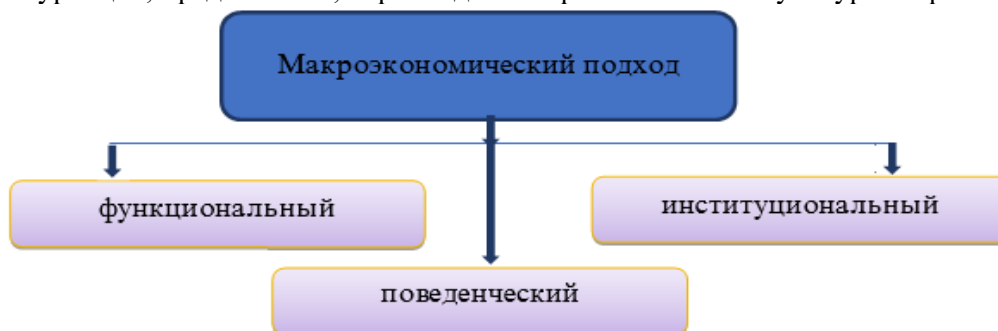 Макроэкономический подход
функциональный
институциональный
поведенческий